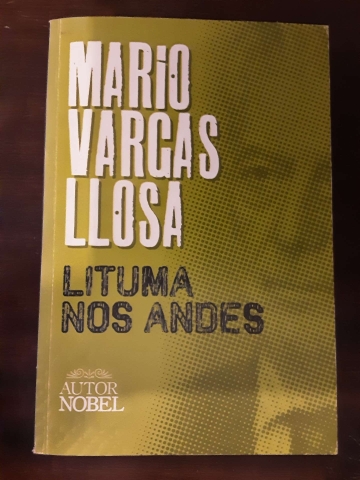 MARIO
VARGAS
LLOSA
LITUMA
NOS ANDES
AUTOR
NOBEL